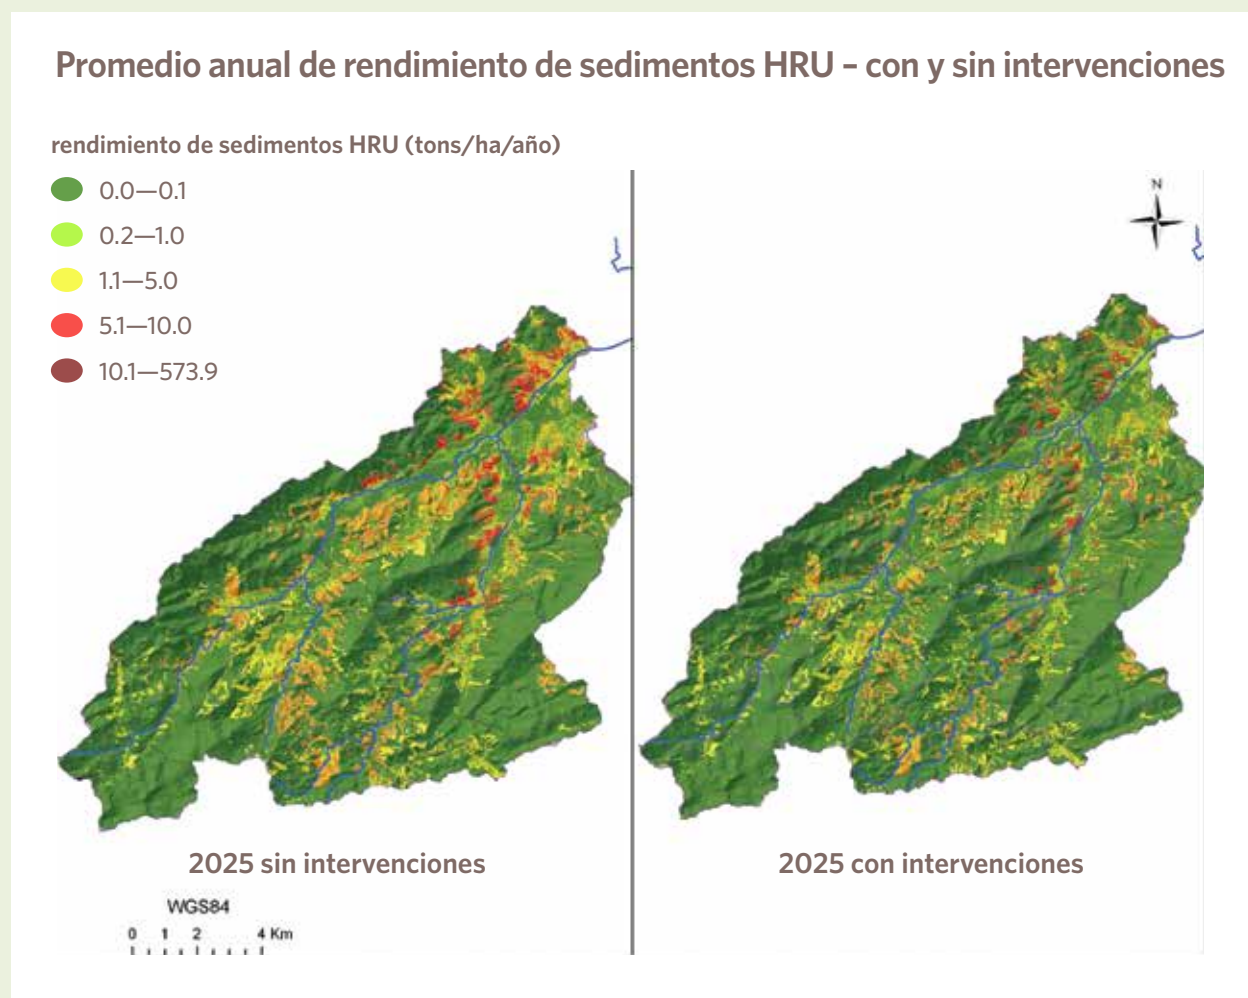 Promedio anual de rendimiento de sedimentos HRU – con y sin intervenciones
rendimiento de sedimentos HRU (tons/ha/año)
0.0—0.1
0.2—1.0
1.1—5.0
5.1—10.0
10.1—573.9
N
2025 sin intervenciones
2025 con intervenciones
WGS84
0 1 2 4 Km